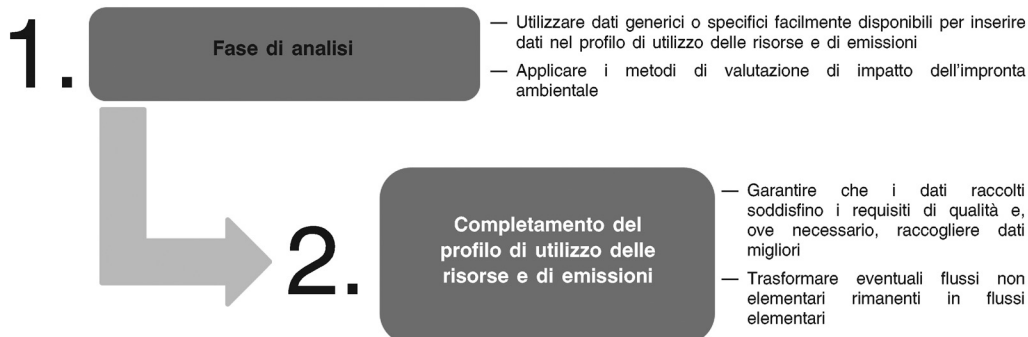 1.
Fase di analisi
— Utilizzare dati generici o specifici facilmente disponibili per inserire
dati nel profilo di utilizzo delle risorse e di emissioni
— Applicare i metodi di valutazione di impatto dell'impronta
ambientale
2.
Completamento del
profilo di utilizzo delle
risorse e di emissioni
— Garantire che i dati raccolti
soddisfino i requisiti di qualità e,
ove necessario, raccogliere dati
migliori
— Trasformare eventuali flussi non
elementari rimanenti in flussi
elementari